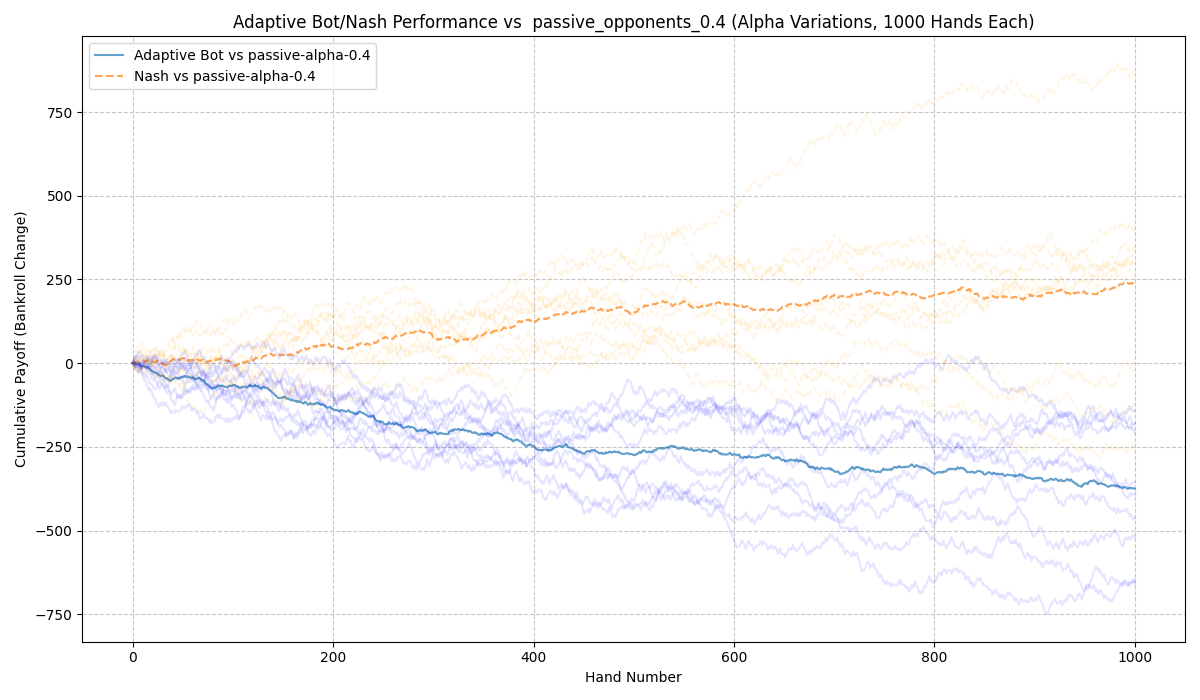 Adaptive Bot/Nash Performance vs  passive_opponents_0.4 (Alpha Variations, 1000 Hands Each)
Adaptive Bot vs passive-alpha-0.4
Nash vs passive-alpha-0.4
Cumulative Payoff (Bankroll Change)
750
500
250
0
−250
−500
−750
0 200 400 600 800 1000
Hand Number